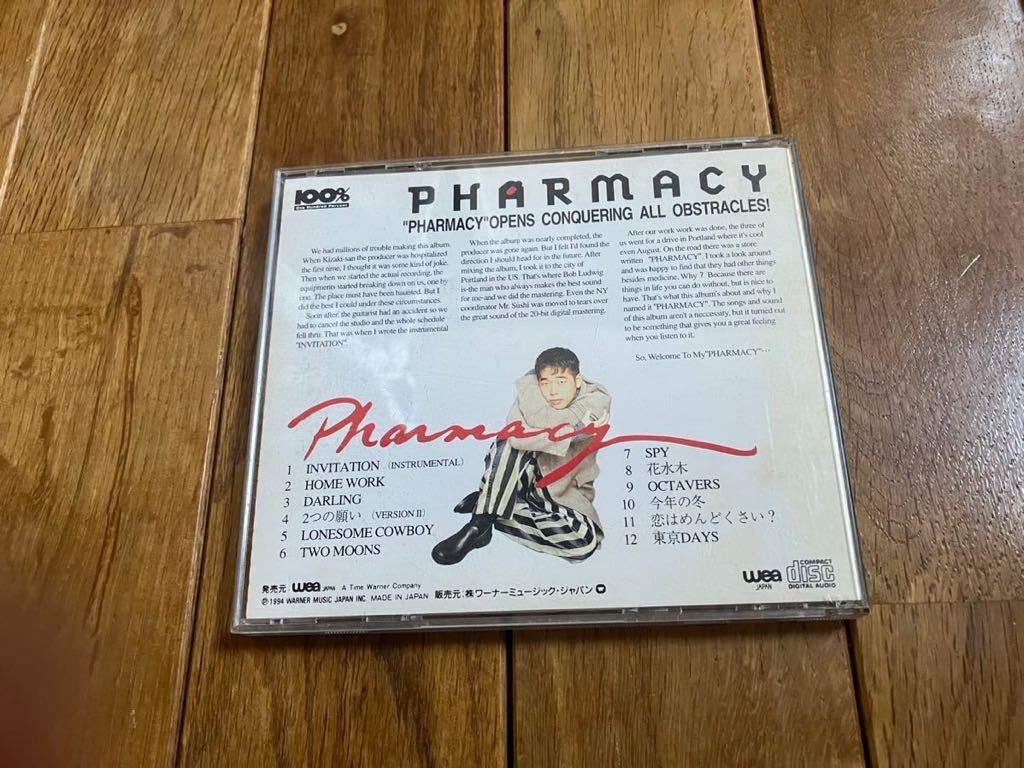 100%
One Hundred Percent
PHARMACY
"PHARMACY"OPENS CONQUERING ALL OBSTRACLES!
We had millions of trouble making this album.
When Kizaki-san the producer was hospitalized
the first time, I thought it was some kind of joke.
Then when we started the actual recording, the
equipments started breaking down on us, one by
one. The place must have been haunted. But I
did the best I could under these circumstances.
Soon after, the guitarist had an accident so we
had to cancel the studio and the whole schedule
fell thru. That was when I wrote the instrumental
"INVITATION".
When the album was nearly completed, the
producer was gone again. But I felt I'd found the
direction I should head for in the future. After
mixing the album, I took it to the city of
Portland in the US. That's where Bob Ludwig
-is the man who always makes the best sound
for me-and we did the mastering. Even the NY
coordinator Mr. Sushi was moved to tears over
the great sound of the 20-bit digital mastering.
After our work work was done, the three of
us went for a drive in Portland where it's cool
even August. On the road there was a store
written "PHARMACY". I took a look around
and was happy to find that they had other things
besides medicine. Why ? Because there are
things in life you can do without, but is nice to
have. That's what this album's about and why I
named it "PHARMACY". The songs and sound
of this album aren't a neccessity, but it turned out
to be something that gives you a great feeling
when you listen to it.
So, Welcome To My"PHARMACY"…
Pharmacy
1 INVITATION (INSTRUMENTAL)
2 HOME WORK
3 DARLING
4 2つの願い (VERSION II)
5 LONESOME COWBOY
6 TWO MOONS
7 SPY
8 花水木
9 OCTAVERS
10 今年の冬
11 恋はめんどくさい?
12 東京DAYS
発売元: wea JAPAN A Time Warner Company
℗1994 WARNER MUSIC JAPAN INC. MADE IN JAPAN 販売元:㈱ワーナーミュージック・ジャパン
wea JAPAN
COMPACT disc DIGITAL AUDIO